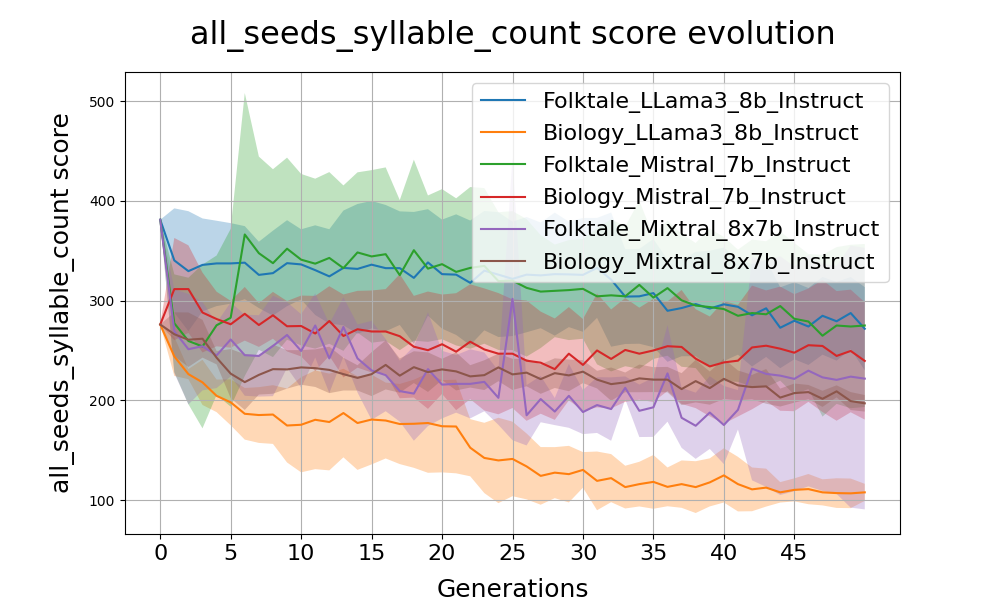 all_seeds_syllable_count score evolution
all_seeds_syllable_count score
500
400
300
200
100
Folktale_LLama3_8b_Instruct
Biology_LLama3_8b_Instruct
Folktale_Mistral_7b_Instruct
Biology_Mistral_7b_Instruct
Folktale_Mixtral_8x7b_Instruct
Biology_Mixtral_8x7b_Instruct
0 5 10 15 20 25 30 35 40 45
Generations